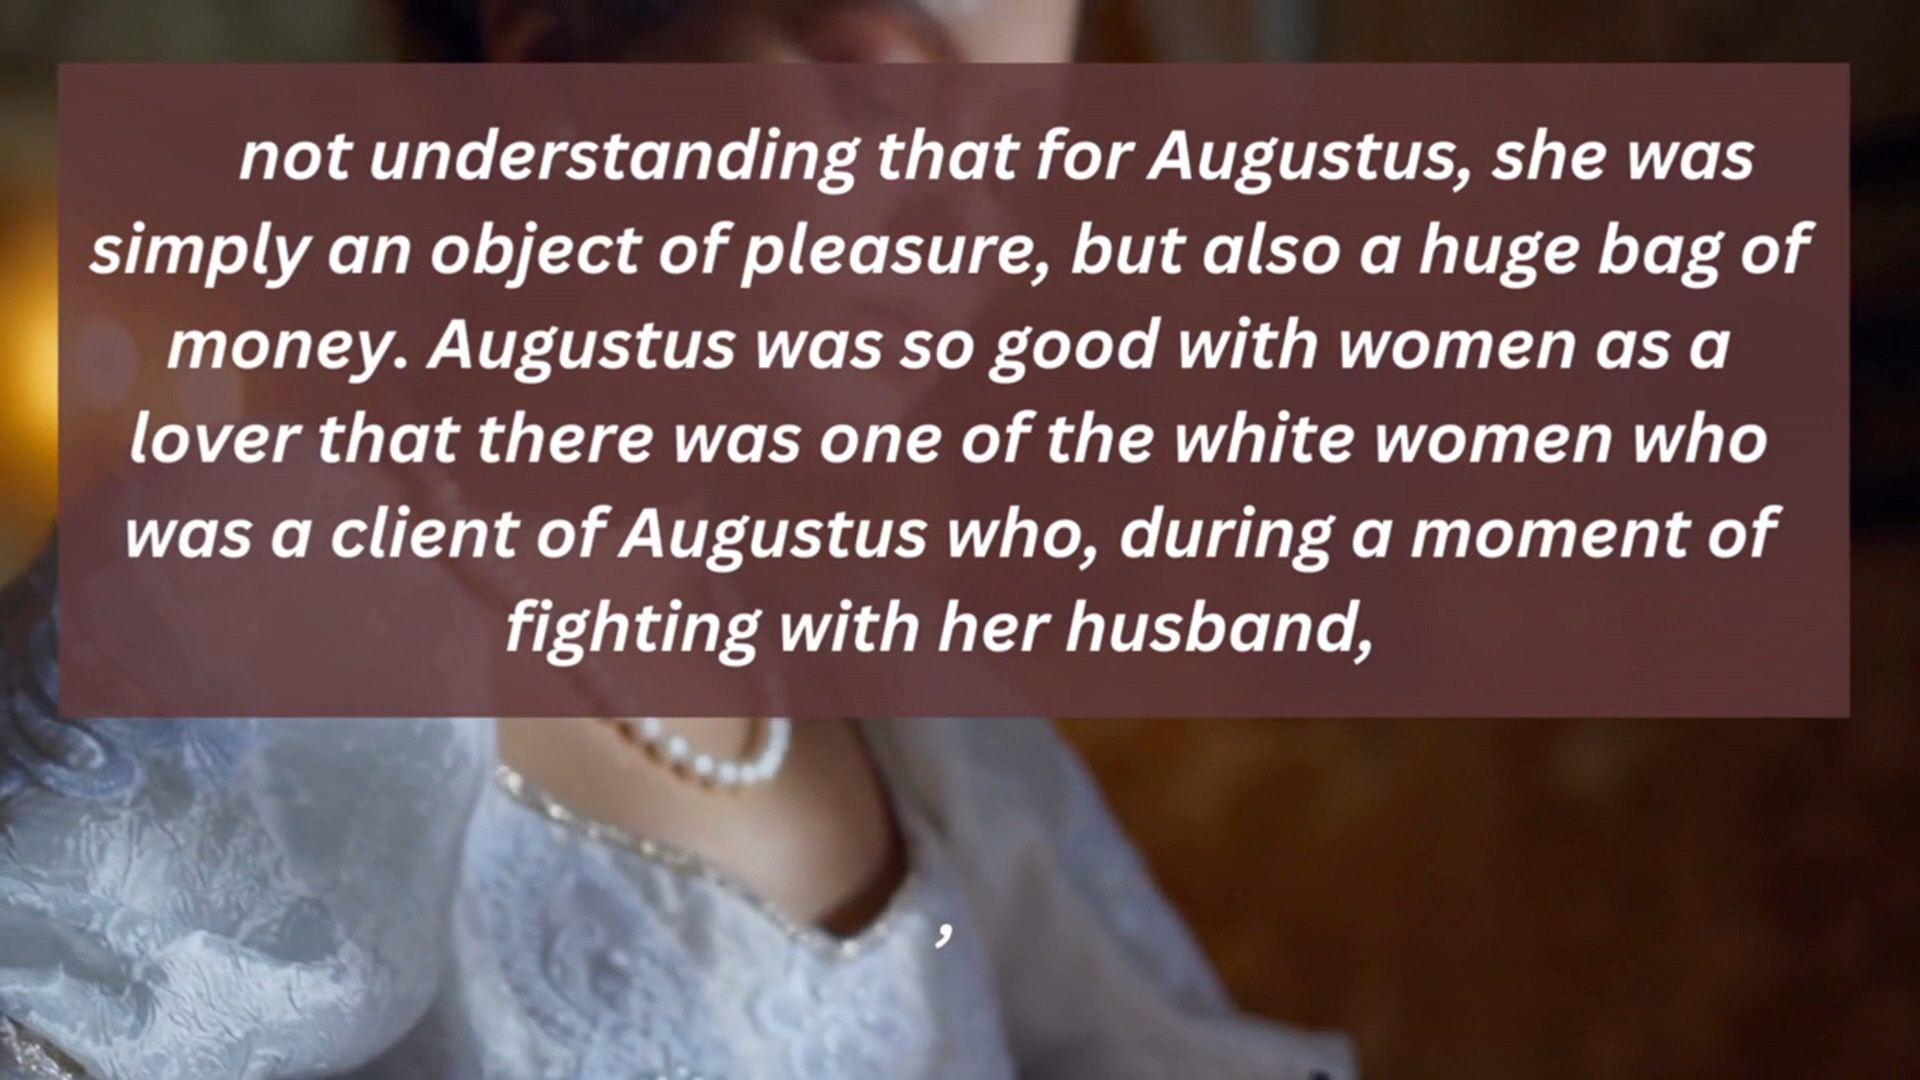 not understanding that for Augustus, she was
simply an object of pleasure, but also a huge bag of
money. Augustus was so good with women as a
lover that there was one of the white women who
was a client of Augustus who, during a moment of
fighting with her husband,
,